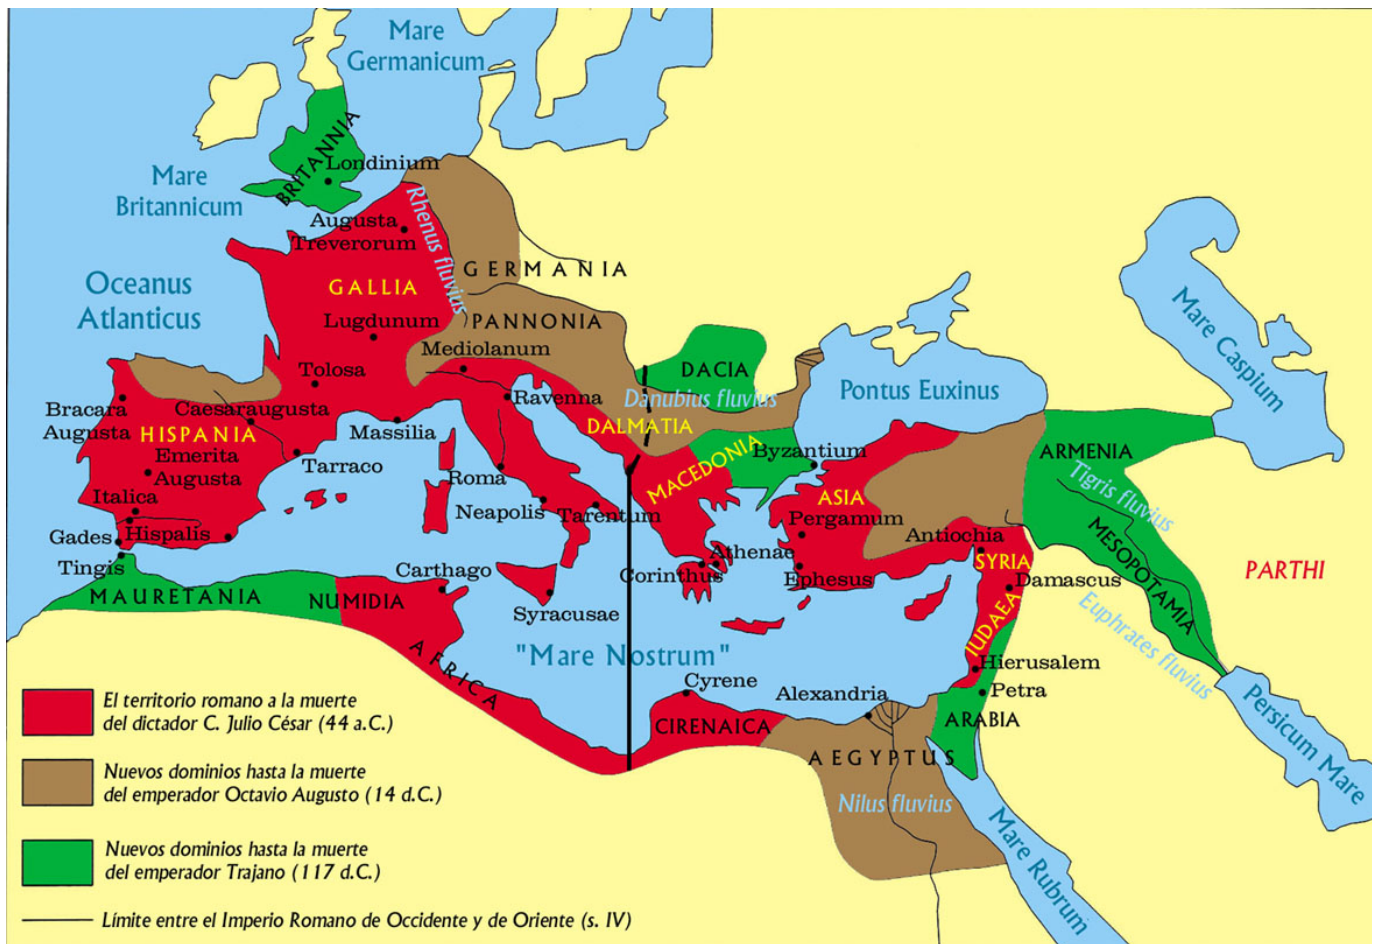 Mare
Germanicum
BRITANNIA
Londinium
Mare
Britannicum
Augusta
Treverorum
Rhenus fluvius
GERMANIA
Oceanus
Atlanticus
GALLIA
Lugdunum
PANNONIA
Mediolanum
Mare Caspium
Tolosa
DACIA
Danubius fluvius
Pontus Euxinus
Bracara
Augusta
Caesaraugusta
Ravenna
HISPANIA
Massilia
DALMATIA
MACEDONIA
Byzantium
ARMENIA
Emerita
Augusta
Tarraco
Roma
Tigris fluvius
Italica
Neapolis
Tarentum
ASIA
Pergamum
Antiochia
MESOPOTAMIA
Gades
Hispalis
Athenae
SYRIA
PARTHI
Tingis
Carthago
Corinthus
Ephesus
Damascus
MAURETANIA
NUMIDIA
Syracusae
IUDAEA
Euphrates fluvius
AFRICA
"Mare Nostrum"
Hierusalem
Cyrene
Alexandria
Petra
Persicum Mare
CIRENAICA
ARABIA
AEGYPTUS
Nilus fluvius
Mare Rubrum
El territorio romano a la muerte
del dictador C. Julio César (44 a.C.)
Nuevos dominios hasta la muerte
del emperador Octavio Augusto (14 d.C.)
Nuevos dominios hasta la muerte
del emperador Trajano (117 d.C.)
Límite entre el Imperio Romano de Occidente y de Oriente (s. IV)